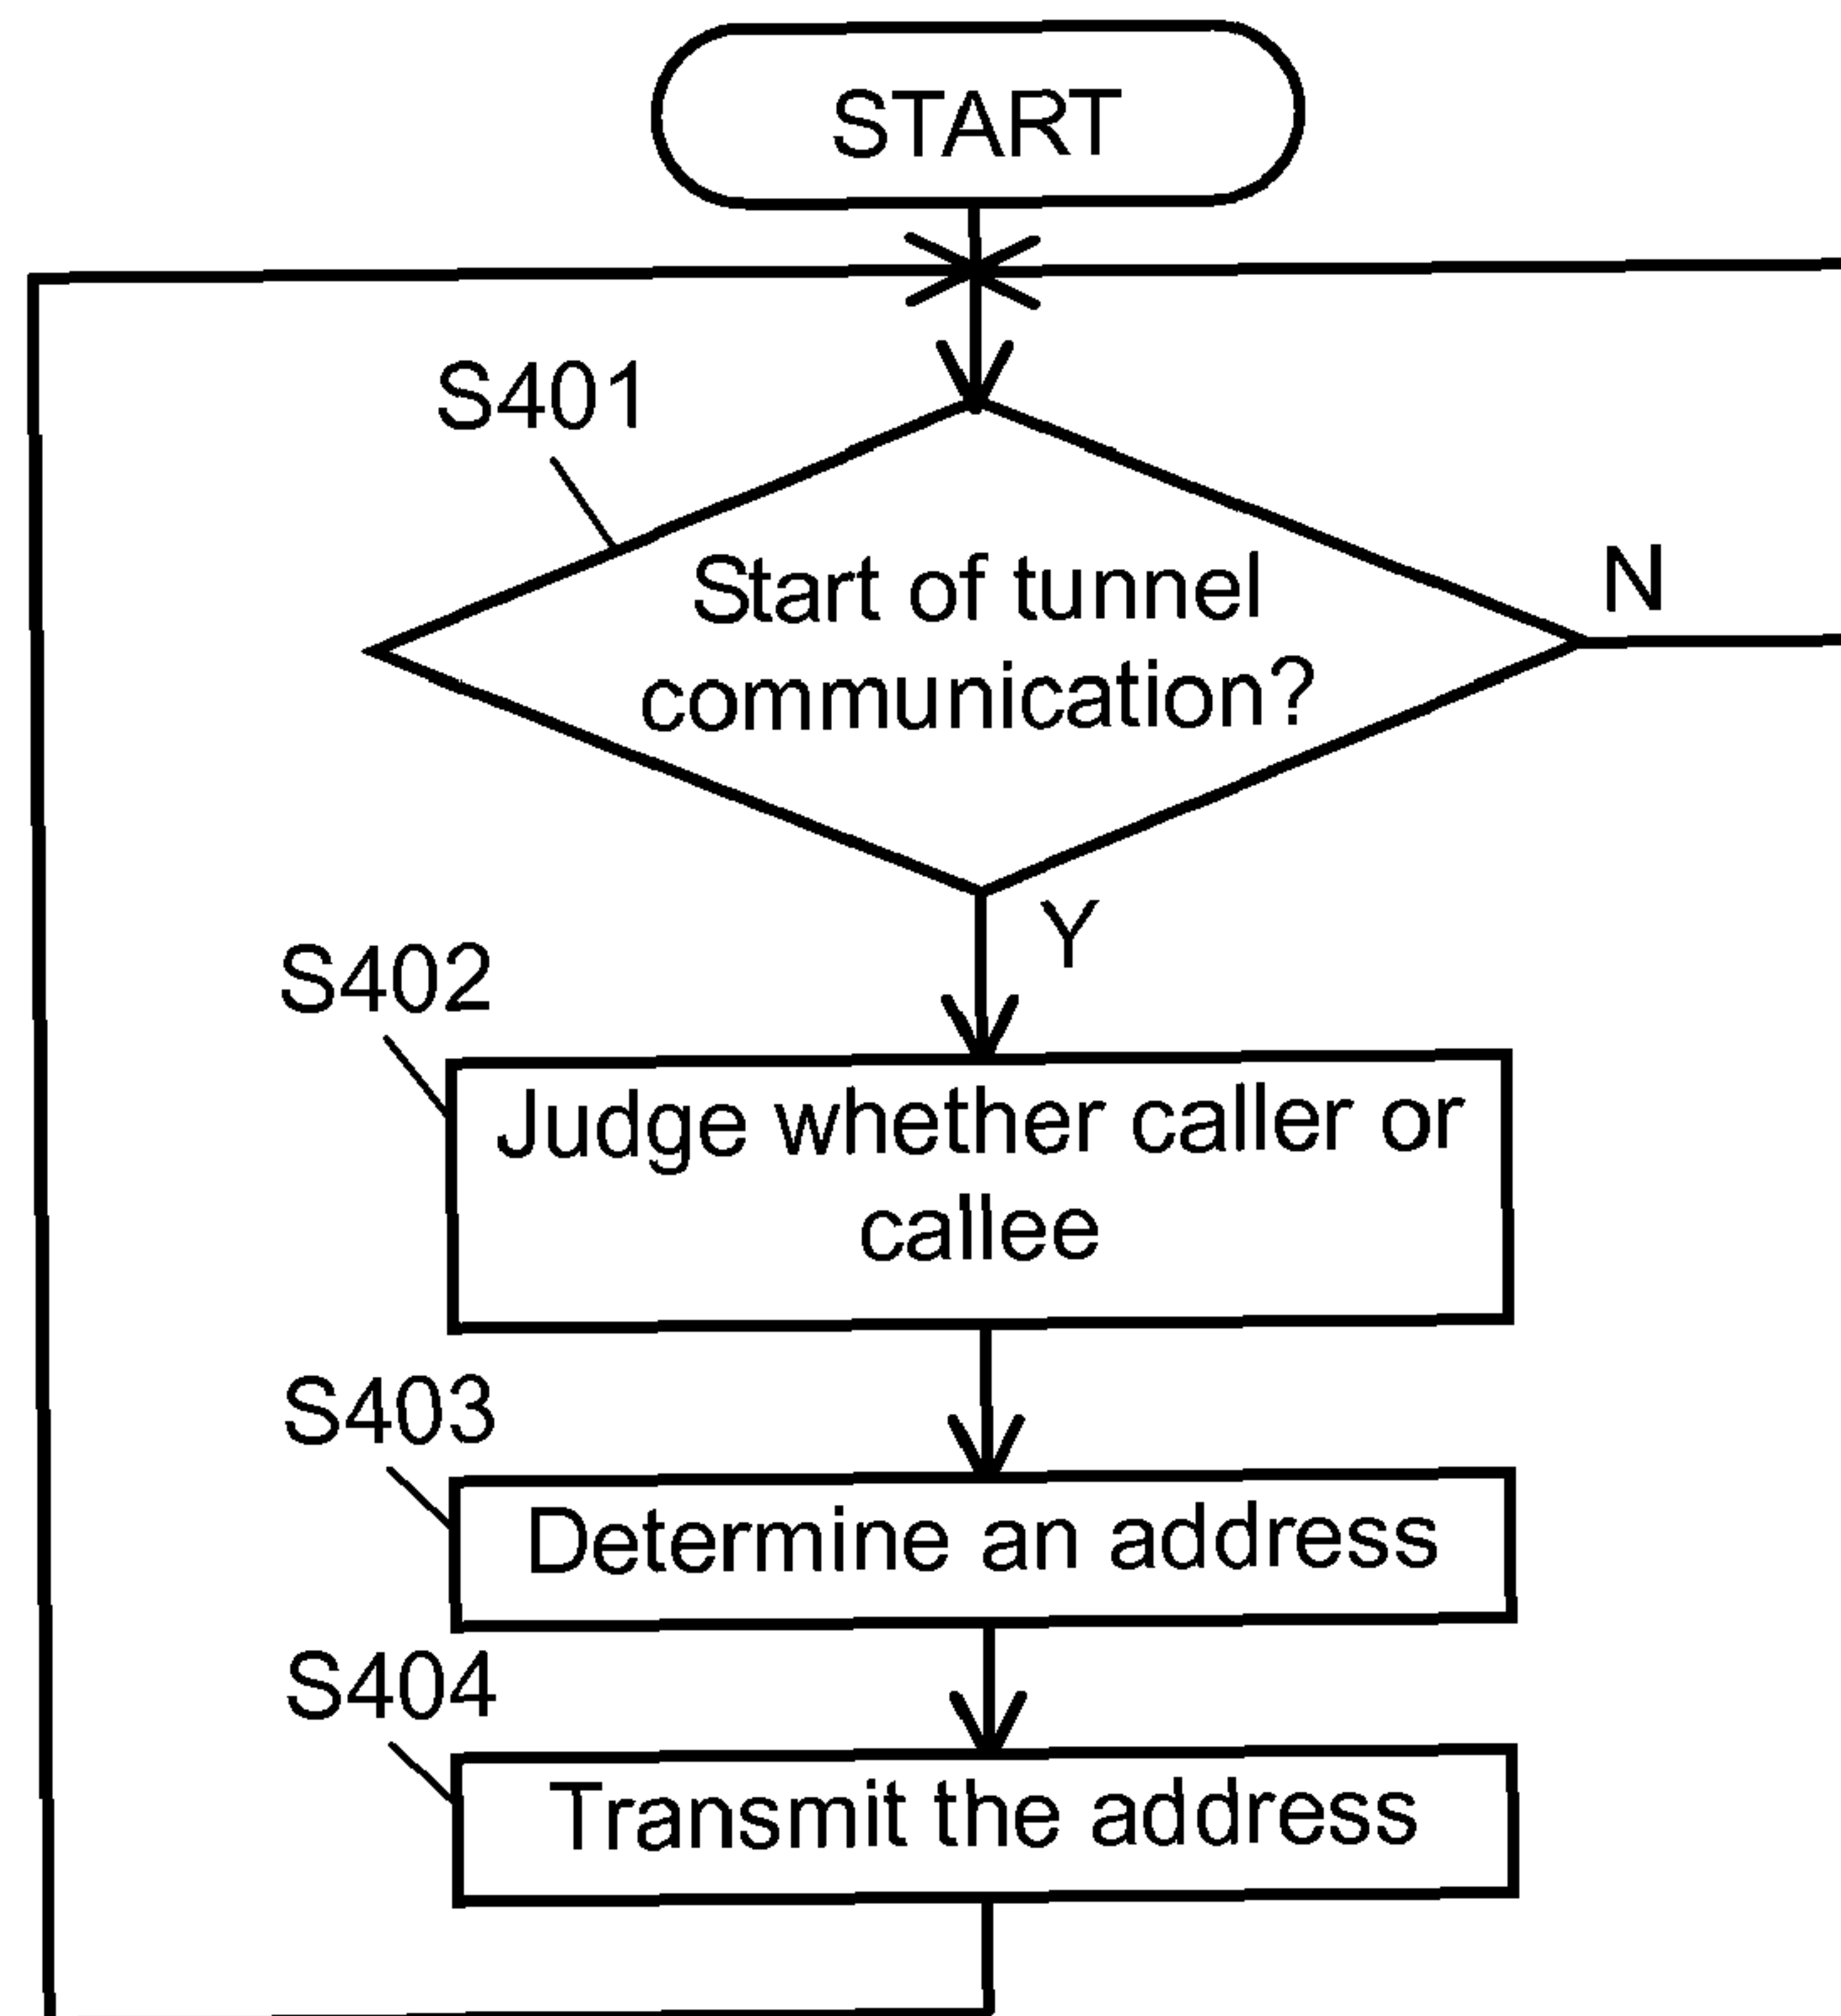 START
S401
Start of tunnel
communication?
N
Y
S402
Judge whether caller or
callee
S403
Determine an address
S404
Transmit the address